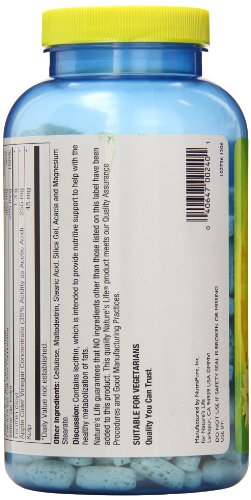 Apple Cider Vinegar Concentrate (35% Acidity as Acetic Acid) 250 mg
Kelp 45 mg
*Daily Value not established.
Other Ingredients: Cellulose, Maltodextrin, Stearic Acid, Silica Gel, Acacia and Magnesium
Stearate.
Discussion: Contains lecithin, which is intended to provide nutritive support to help with the
healthy metabolism of fats.
Nature's Life guarantees that NO ingredients other than those listed on this label have been
added to this product. This quality Nature's Life® product meets our Quality Assurance
Procedures and Good Manufacturing Practices.
SUITABLE FOR VEGETARIANS
Quality You Can Trust.
Manufactured by NutraPure, Inc.
for Nature's Life
DO NOT USE IF SAFETY SEAL IS BROKEN OR MISSING.
0 40647 00240 1